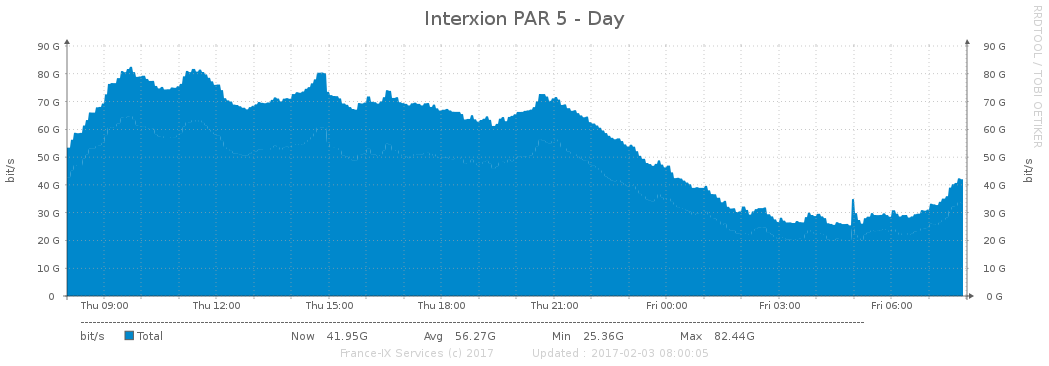 Interxion PAR 5 - Day
RRDTOOL / TOBI OETIKER
bit/s
90 G
80 G
70 G
60 G
50 G
40 G
30 G
20 G
10 G
0
90 G
80 G
70 G
60 G
50 G
40 G
30 G
20 G
10 G
0 G
bit/s
Thu 09:00 Thu 12:00 Thu 15:00 Thu 18:00 Thu 21:00 Fri 00:00 Fri 03:00 Fri 06:00
bit/s Total Now 41.95G Avg 56.27G Min 25.36G Max 82.44G
France-IX Services (c) 2017 Updated : 2017-02-03 08:00:05